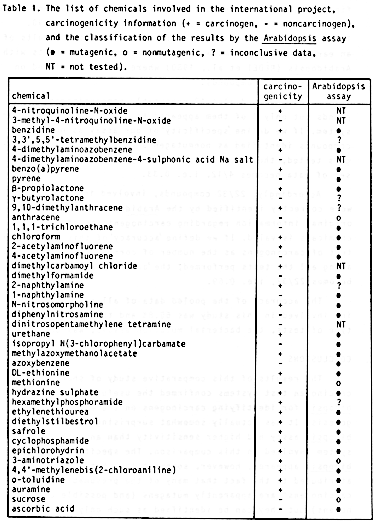 Table 1. The list of chemicals involved in the international project,
carcinogenicity information (+ = carcinogen, - = noncarcinogen),
and the classification of the results by the Arabidopsis assay
(● = mutagenic, o = nonmutagenic, ? = inconclusive data,
NT = not tested).
chemical carcino-genicity Arabidopsis assay
4-nitroquinoline-N-oxide + NT
3-methyl-4-nitroquinoline-N-oxide - NT
benzidine + ●
3,3',5,5'-tetramethylbenzidine - ?
4-dimethylaminoazobenzene + ●
4-dimethylaminoazobenzene-4-sulphonic acid Na salt - NT
benzo(a)pyrene + ●
pyrene - ●
β-propiolactone + ●
γ-butyrolactone - ?
9,10-dimethylanthracene + ?
anthracene - o
1,1,1-trichloroethane - ●
chloroform + ●
2-acetylaminofluorene + ●
4-acetylaminofluorene - ●
dimethylcarbamoyl chloride + NT
dimethylformamide - ●
2-naphthylamine + ?
1-naphthylamine - ●
N-nitrosomorpholine + ●
diphenylnitrosamine - ●
dinitrosopentamethylene tetramine - NT
urethane + ●
isopropyl N(3-chlorophenyl)carbamate - ●
methylazoxymethanolacetate + ●
azoxybenzene - ●
DL-ethionine + ●
methionine - o
hydrazine sulphate + ●
hexamethylphosphoramide + ?
ethylenethiourea + ●
diethylstilbestrol + ●
safrole + ●
cyclophosphamide + ●
epichlorohydrin + ●
3-aminotriazole + o
4,4'-methylenebis(2-chloroaniline) + ●
o-toluidine + ●
auramine + ●
sucrose - o
ascorbic acid - ●